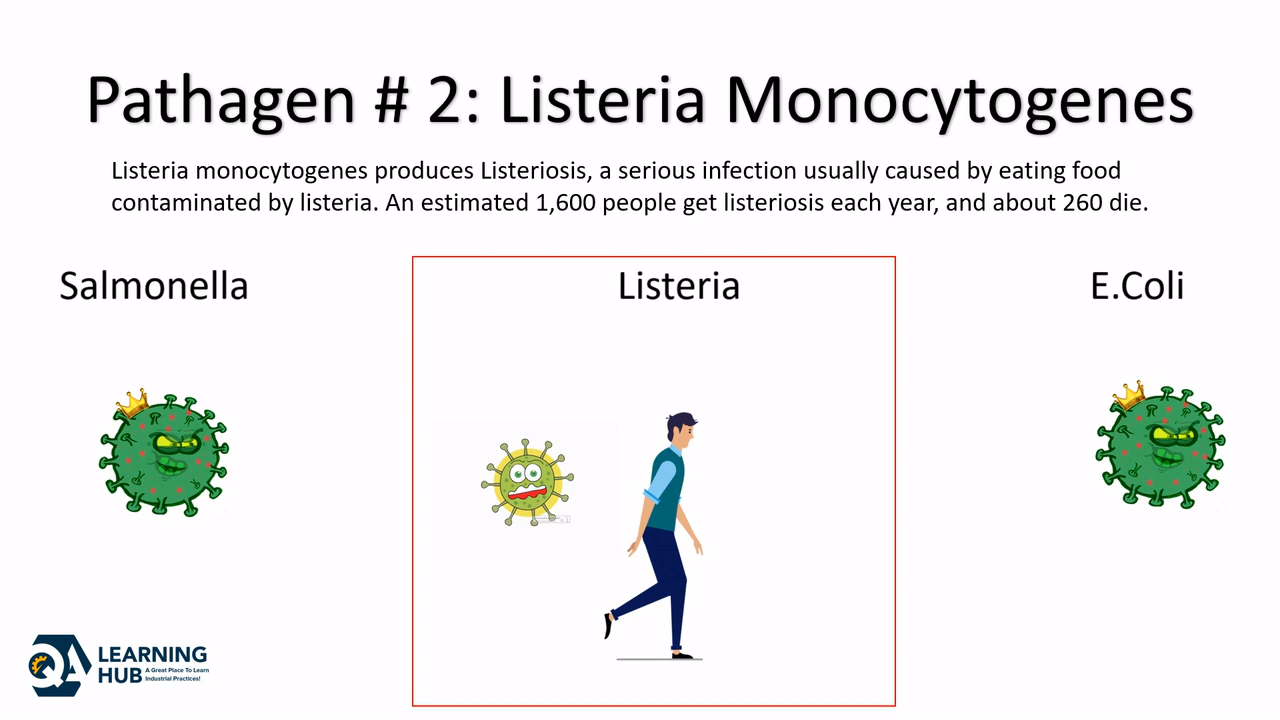 Pathagen # 2: Listeria Monocytogenes
Listeria monocytogenes produces Listeriosis, a serious infection usually caused by eating food
contaminated by listeria. An estimated 1,600 people get listeriosis each year, and about 260 die.
Salmonella
Listeria
E.Coli
QA
LEARNING
HUB
A Great Place To Learn
Industrial Practices!